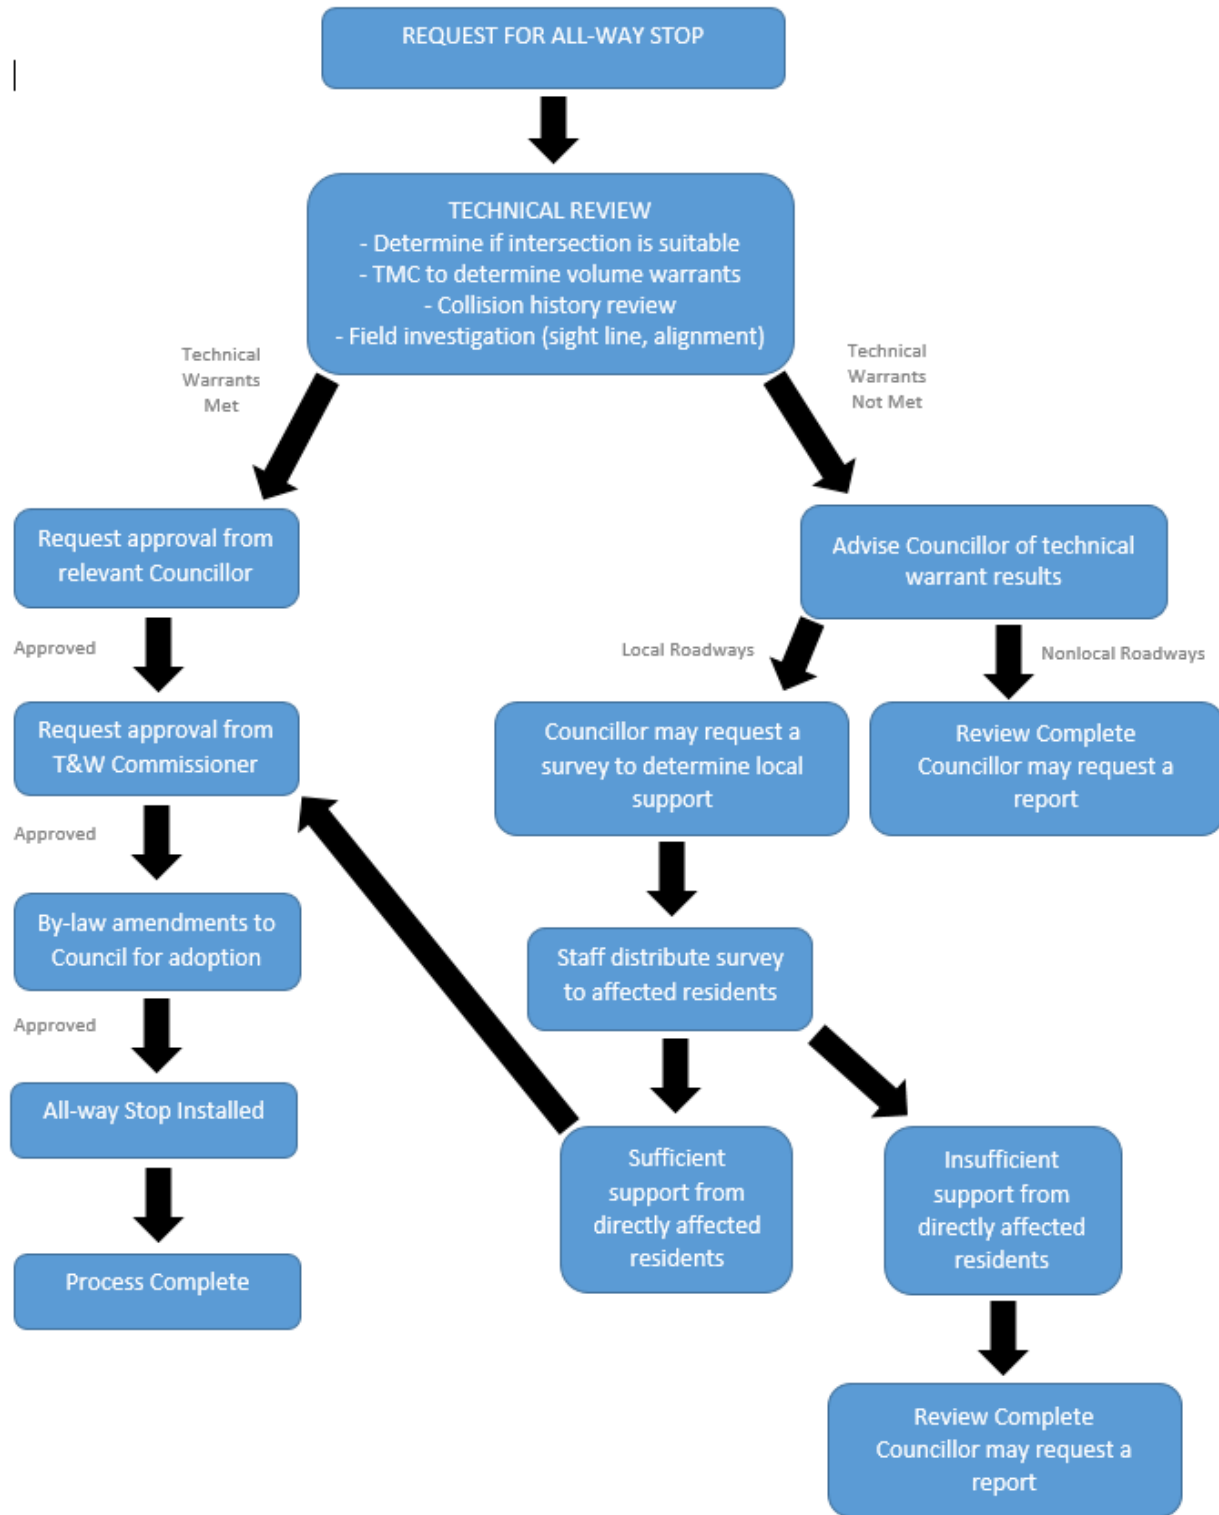 REQUEST FOR ALL-WAY STOP
TECHNICAL REVIEW
- Determine if intersection is suitable
- TMC to determine volume warrants
- Collision history review
- Field investigation (sight line, alignment)
Technical
Warrants
Met
Technical
Warrants
Not Met
Request approval from
relevant Councillor
Advise Councillor of technical
warrant results
Approved
Local Roadways
Nonlocal Roadways
Request approval from
T&W Commissioner
Councillor may request a
survey to determine local
support
Review Complete
Councillor may request a
report
Approved
By-law amendments to
Council for adoption
Staff distribute survey
to affected residents
Approved
All-way Stop Installed
Sufficient
support from
directly affected
residents
Insufficient
support from
directly affected
residents
Process Complete
Review Complete
Councillor may request a
report